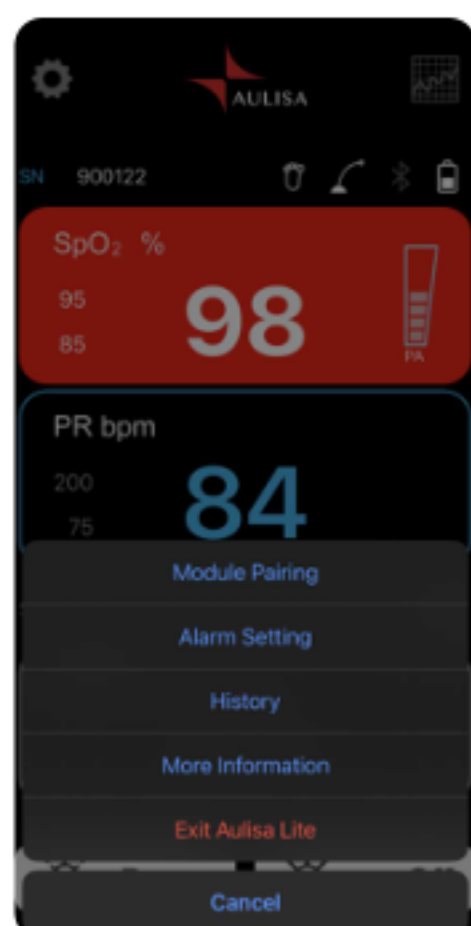 AULISA
SN 900122
SpO₂ %
95
98
85
PA
PR bpm
200
84
75
Module Pairing
Alarm Setting
History
More Information
Exit Aulisa Lite
Cancel